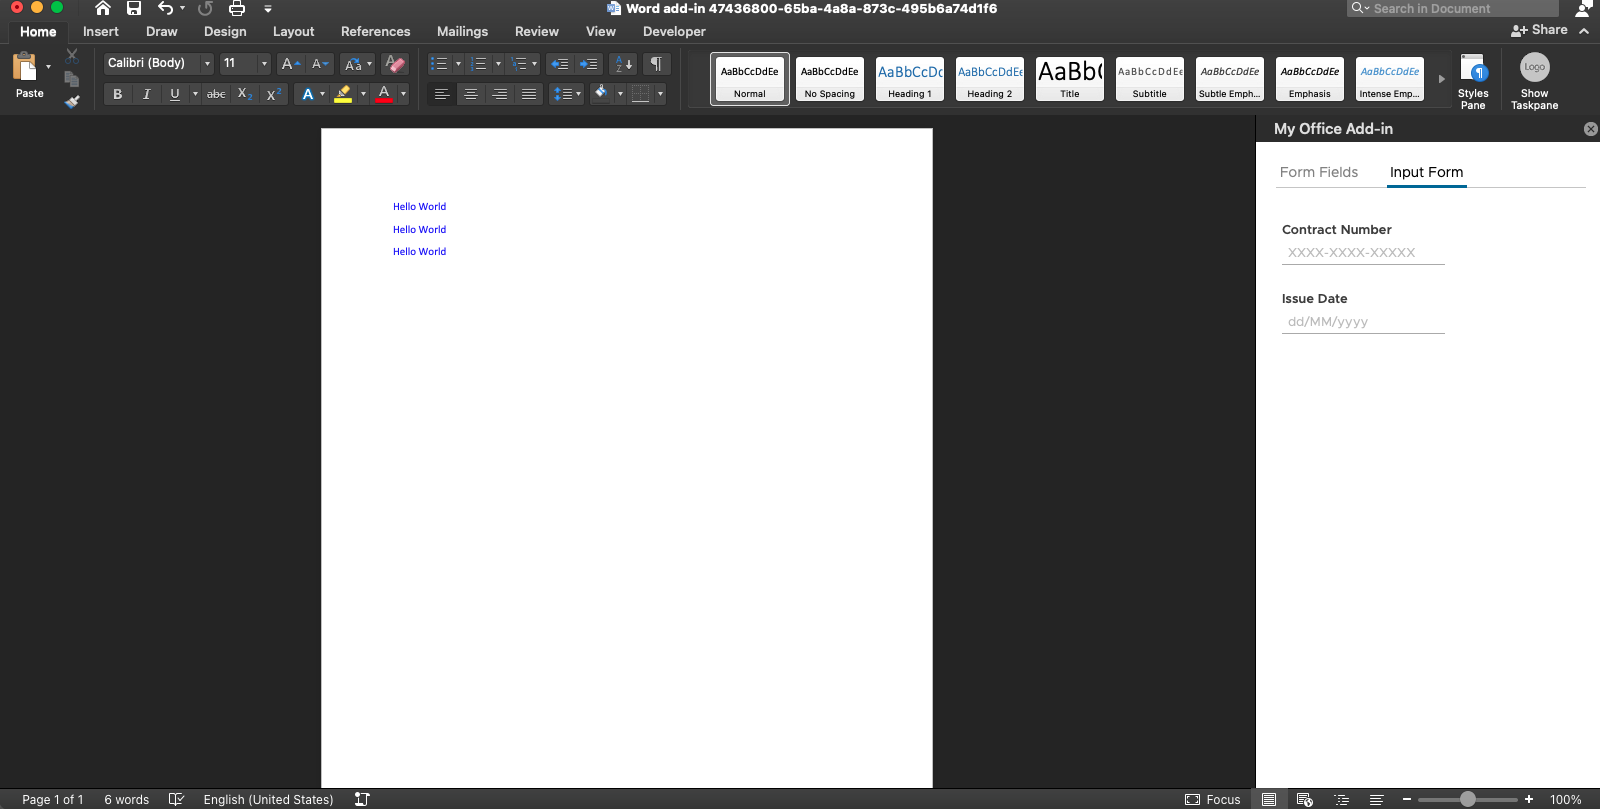 Word add-in 47436800-65ba-4a8a-873c-495b6a74d1f6
Search in Document
Home Insert Draw Design Layout References Mailings Review View Developer
Share
Paste
Calibri (Body) 11
AaBbCcDdEe Normal
AaBbCcDdEe No Spacing
AaBbCcDc Heading 1
AaBbCcDdEe Heading 2
AaBb( Title
AaBbCcDdEe Subtitle
AaBbCcDdEe Subtle Emph...
AaBbCcDdEe Emphasis
AaBbCcDdEe Intense Emp...
Styles Pane
Logo
Show Taskpane
My Office Add-in
Form Fields Input Form
Hello World
Hello World
Hello World
Contract Number
XXXX-XXXX-XXXXX
Issue Date
dd/MM/yyyy
Page 1 of 1 6 words English (United States) Focus 100%